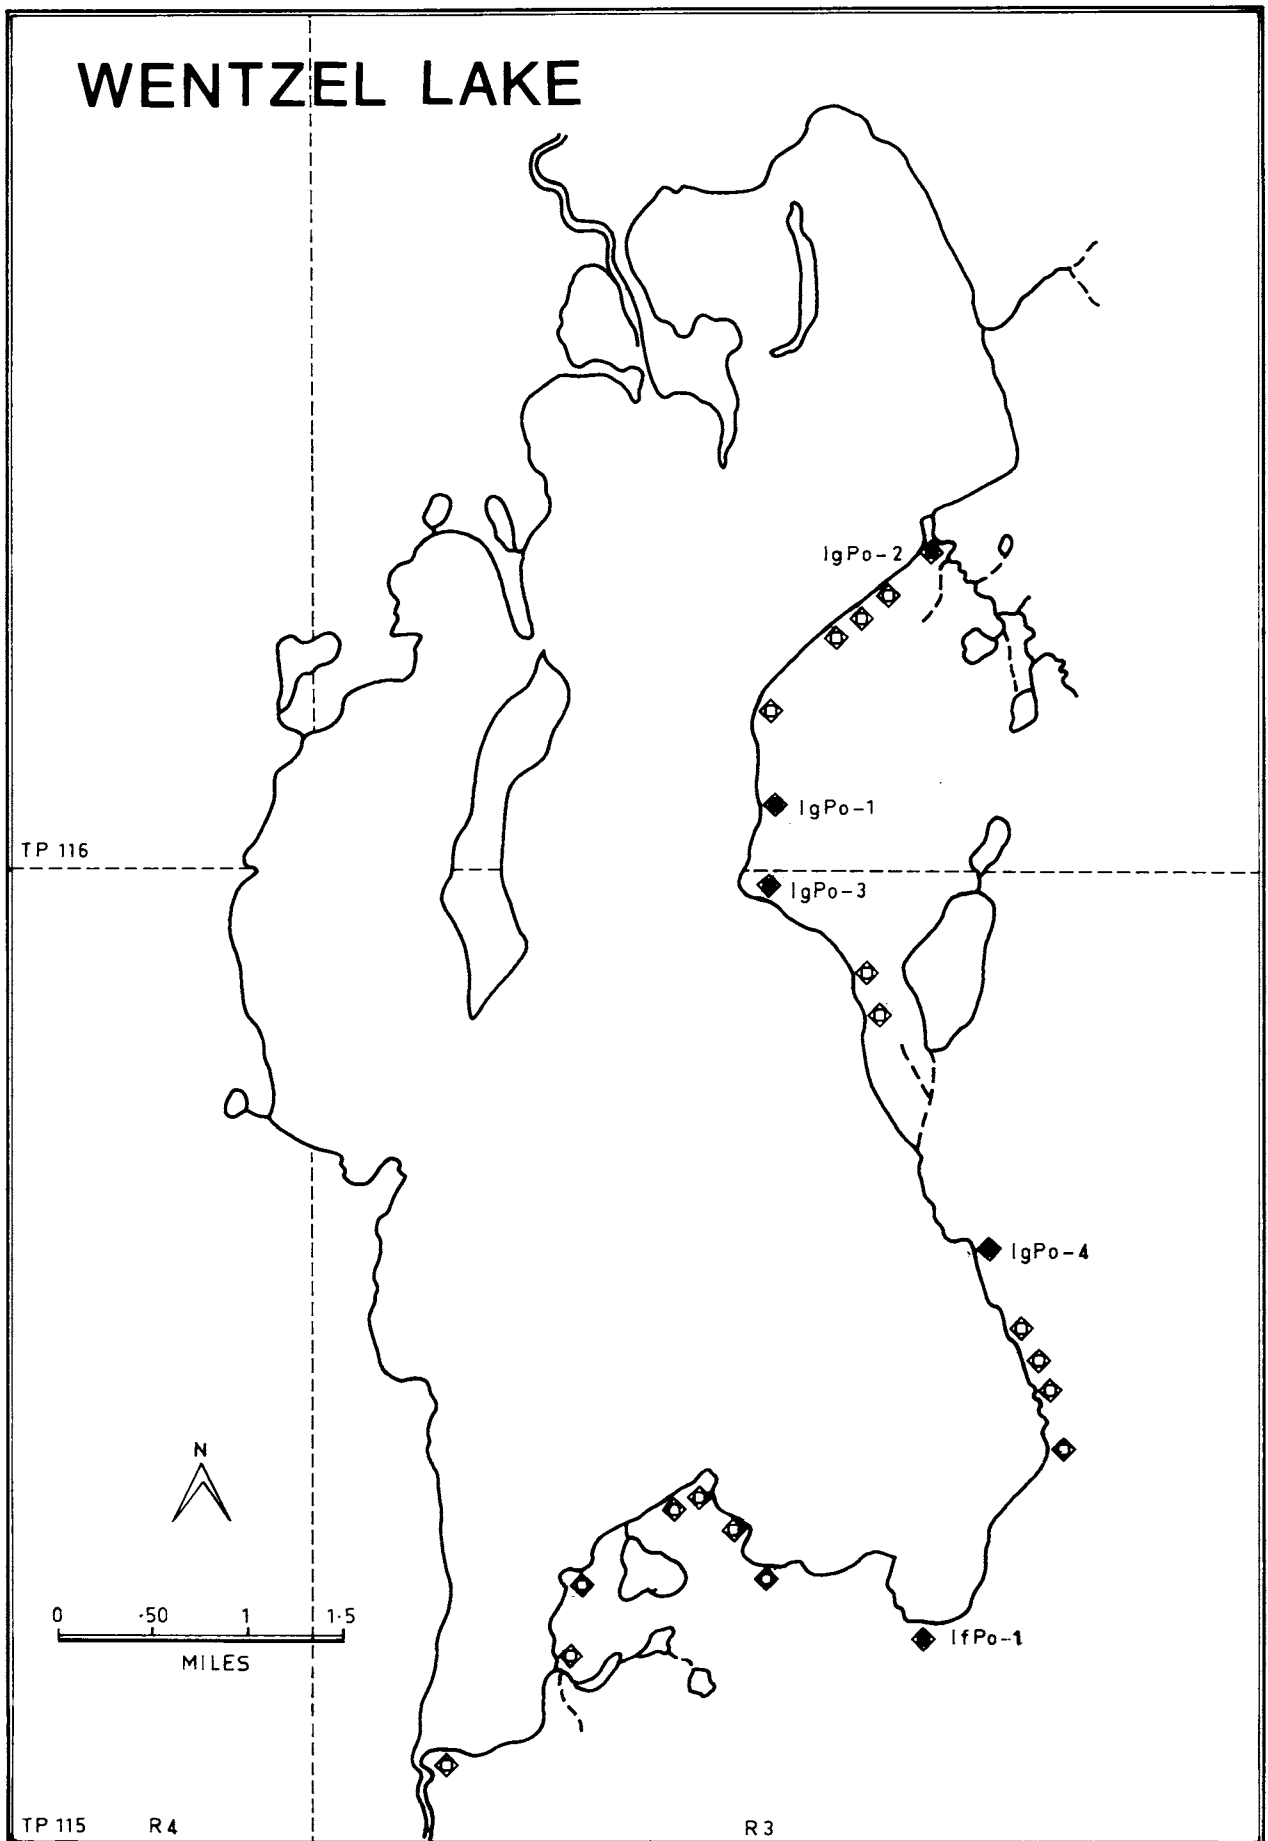 WENTZEL LAKE
IgPo-2
IgPo-1
TP 116
IgPo-3
IgPo-4
N
0 ·50 1 1·5
MILES
IfPo-1
TP 115 R4 R3